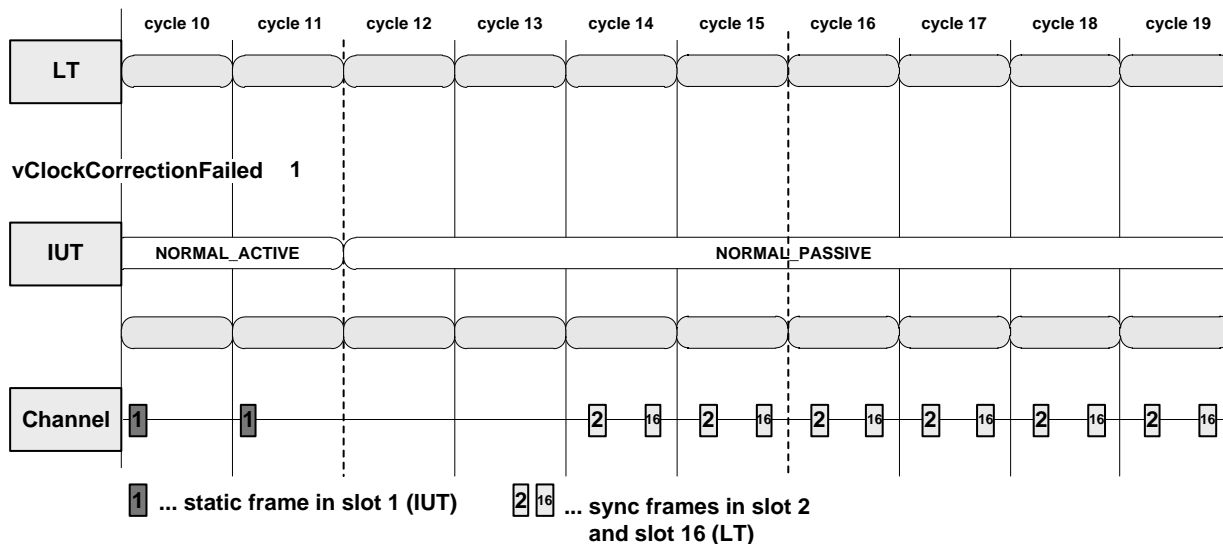 cycle 10 cycle 11 cycle 12 cycle 13 cycle 14 cycle 15 cycle 16 cycle 17 cycle 18 cycle 19
LT
vClockCorrectionFailed 1
IUT NORMAL_ACTIVE NORMAL_PASSIVE
Channel 1 1 2 16 2 16 2 16 2 16 2 16 2 16
1 ... static frame in slot 1 (IUT) 2 16 ... sync frames in slot 2
and slot 16 (LT)